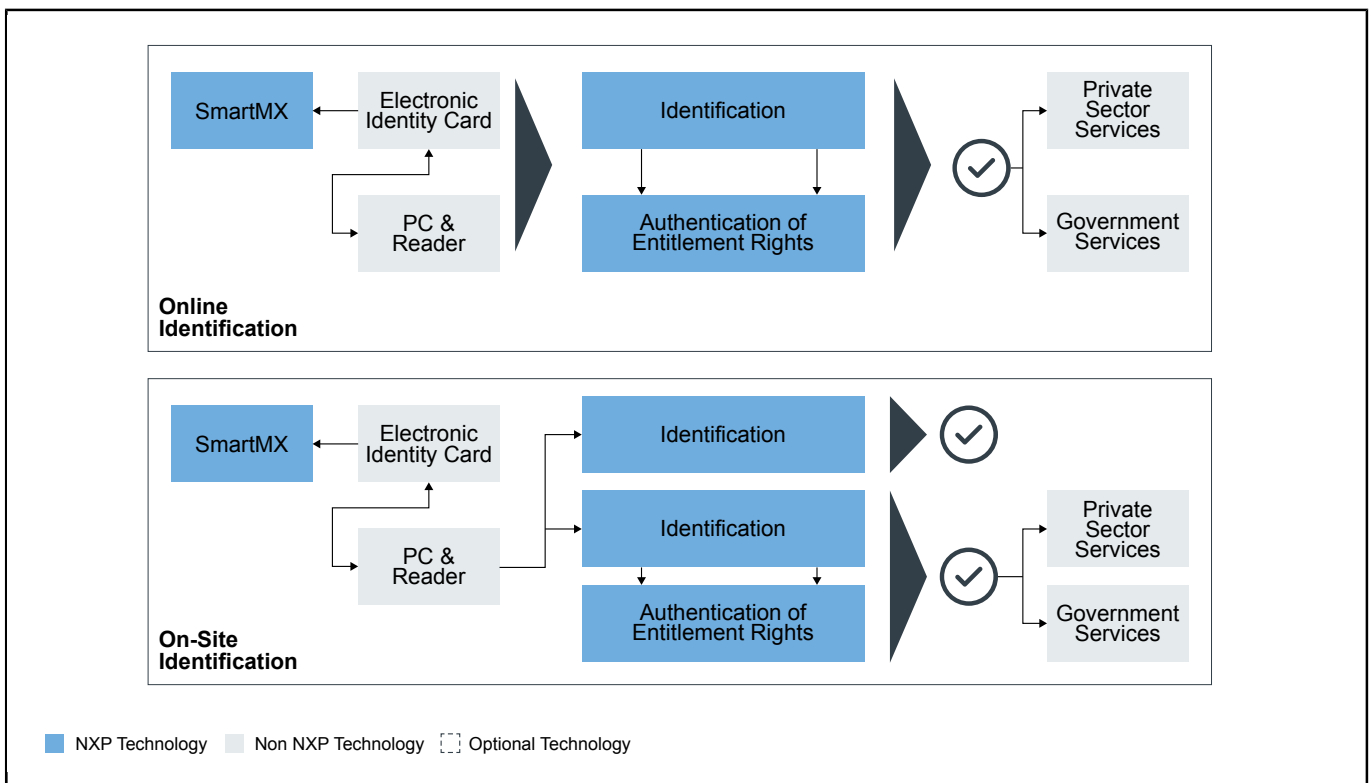 SmartMX
Electronic
Identity Card
PC &
Reader
Identification
Authentication of
Entitlement Rights
Private
Sector
Services
Government
Services
Online
Identification
SmartMX
Electronic
Identity Card
PC &
Reader
Identification
Identification
Authentication of
Entitlement Rights
Private
Sector
Services
Government
Services
On-Site
Identification
NXP Technology
Non NXP Technology
Optional Technology